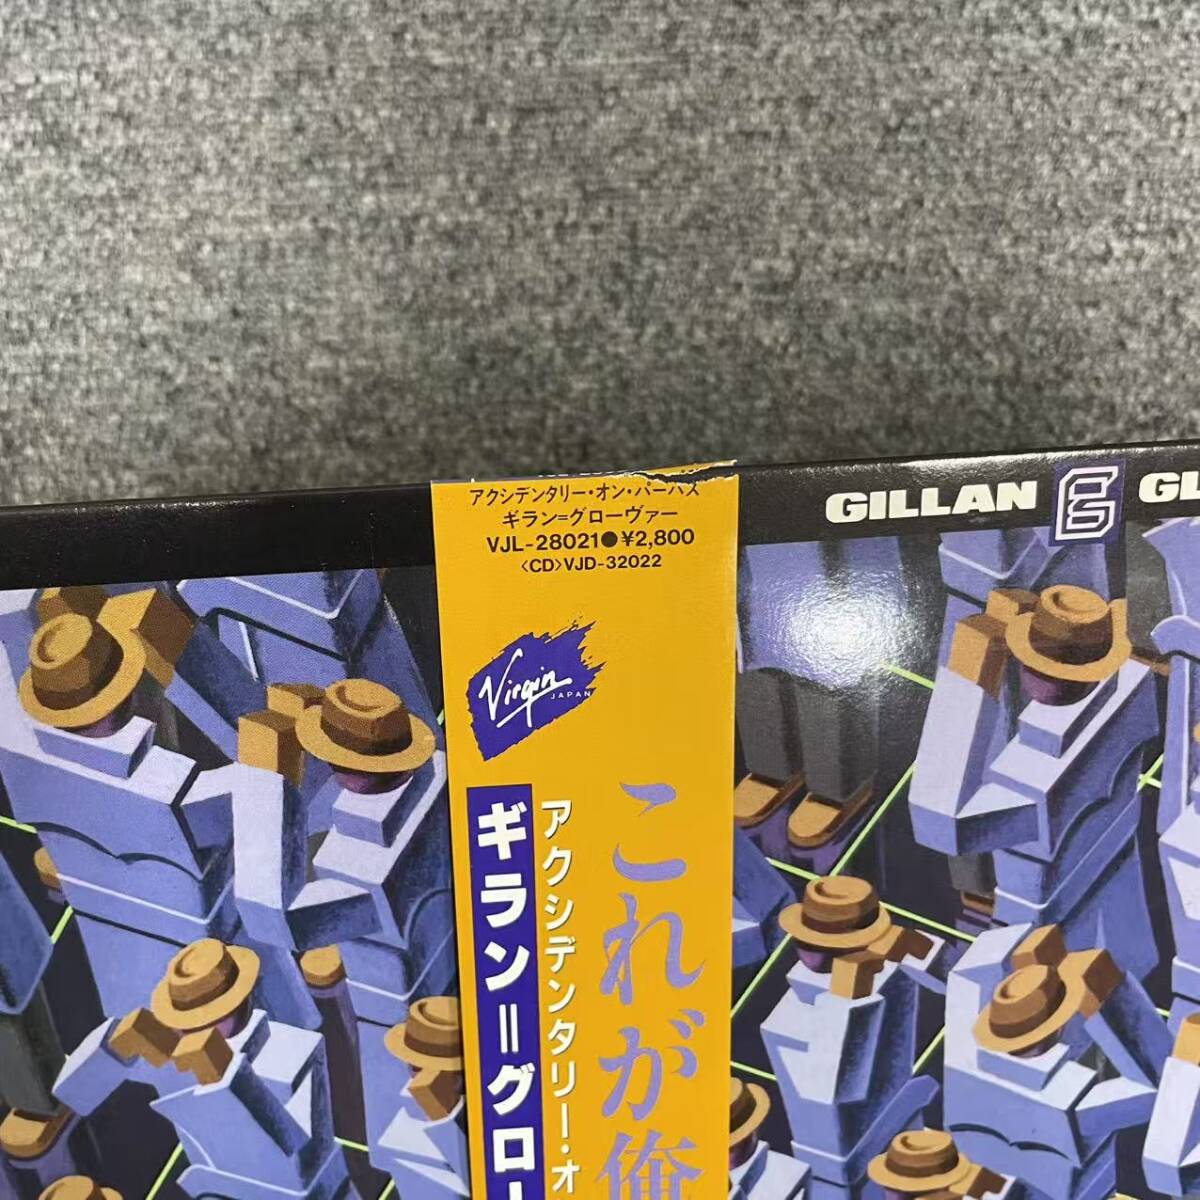 アクシデンタリー・オン・パーパス
ギラン=グローヴァー
VJL-28021●¥2,800
〈CD〉VJD-32022
GILLAN G GL
Virgin
JAPAN
これが俺
アクシデンタリー・オ
ギラン=グロー